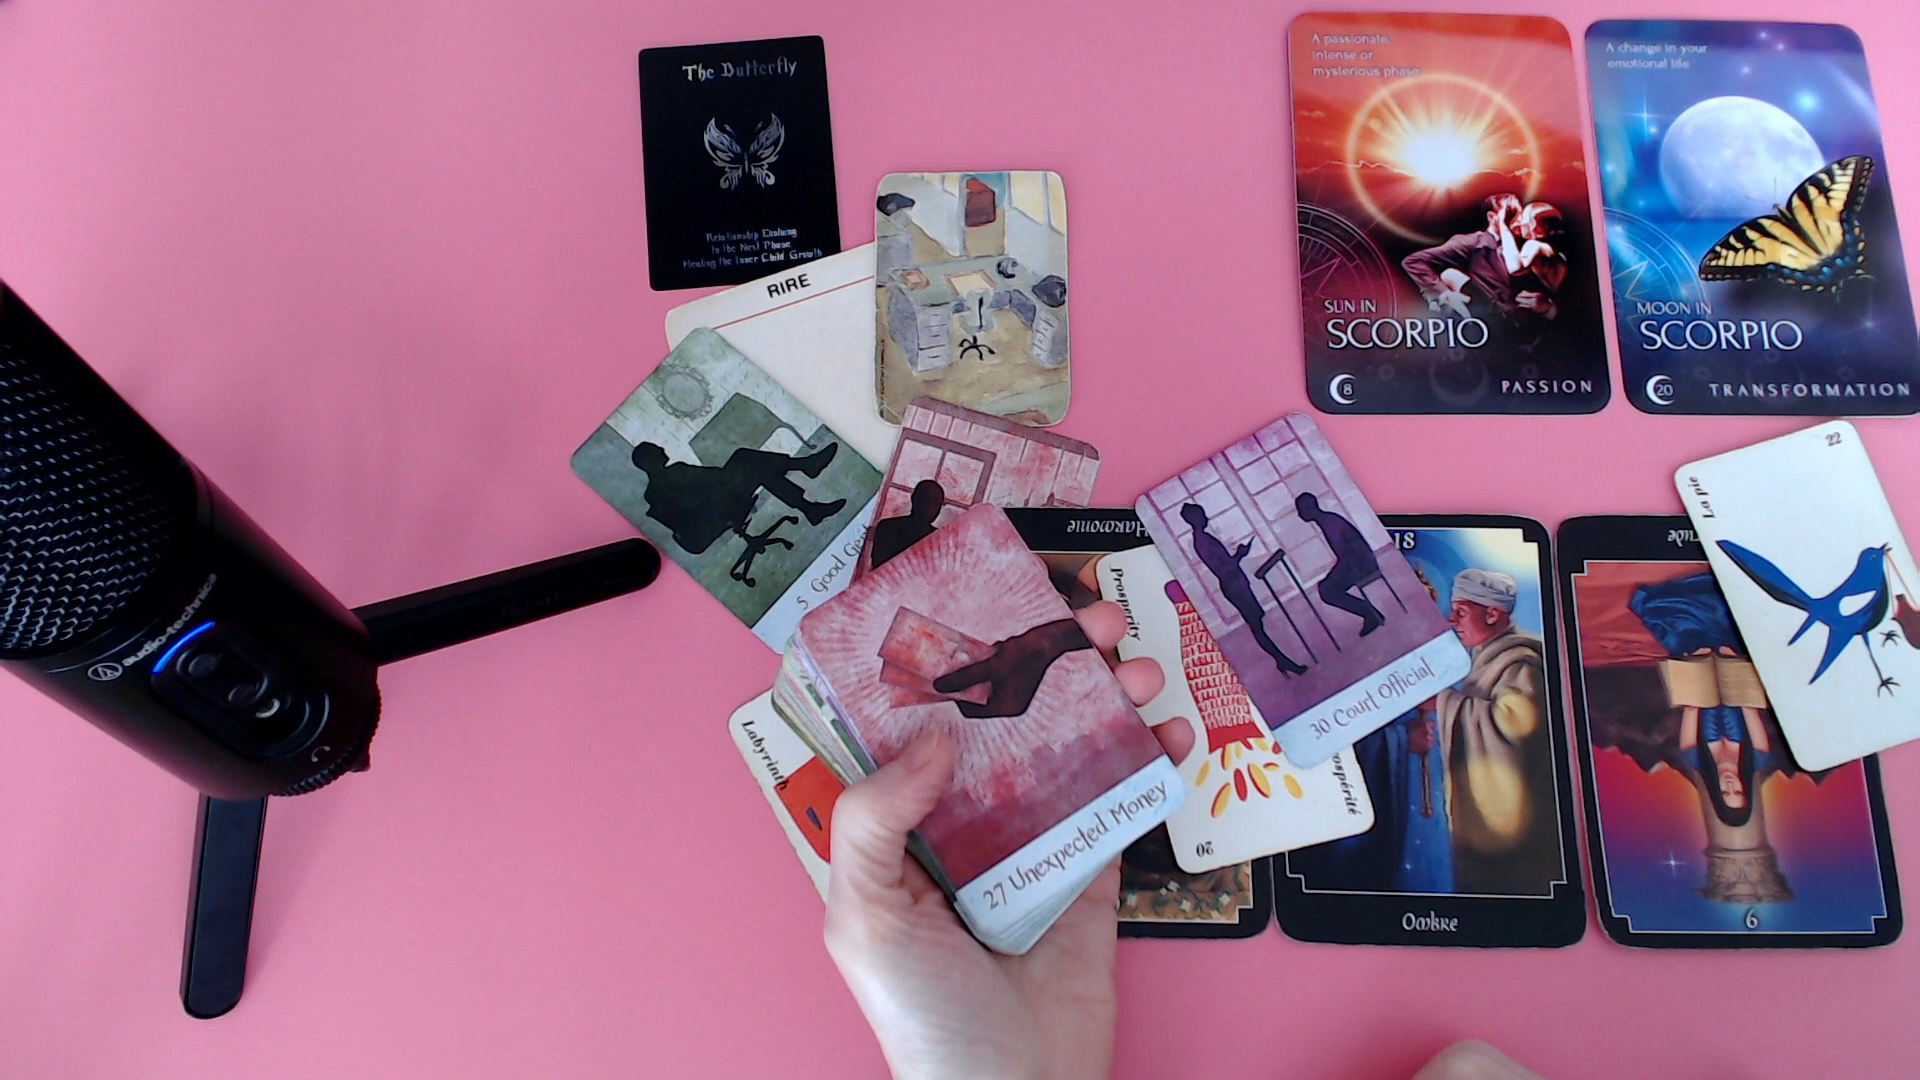 The Butterfly
Relationship Evolving
to the Next Phase
Healing the Inner Child. Growth
RIRE
A passionate,
intense or
mysterious phase
SUN IN
SCORPIO
8
PASSION
A change in your
emotional life
MOON IN
SCORPIO
20
TRANSFORMATION
22
La pie
5 Good
Harmonie
Prosperity
Prospérité
20
30 Court Official
18
Ombre
6
Labyrinth
27 Unexpected Money
audio-technica